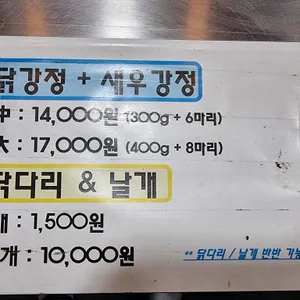 닭강정 + 새우강정
中 : 14,000원 (300g + 6마리)
大 : 17,000원 (400g + 8마리)
닭다리 & 날개
개 : 1,500원
개 : 10,000원
** 닭다리 / 날개 반반 가능